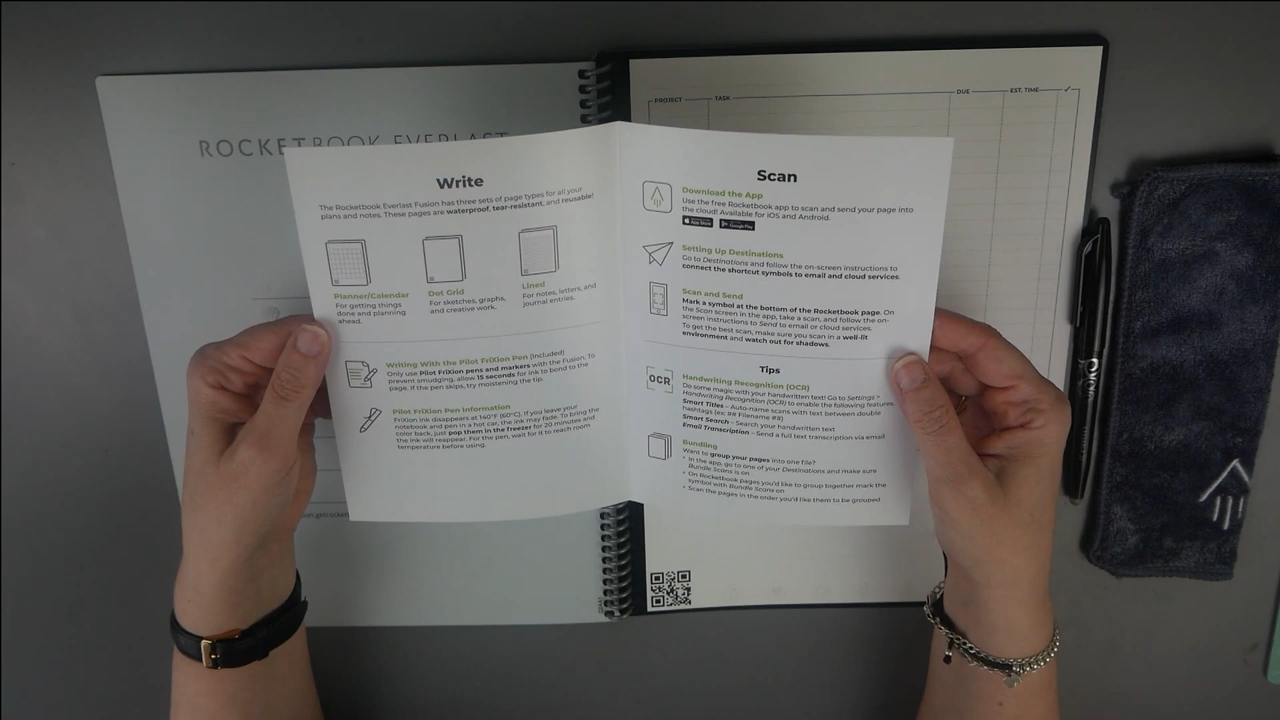 ROCKETBOOK EVERLAST
PROJECT
TASK
DUE
EST. TIME
✓
Write
The Rocketbook Everlast Fusion has three sets of page types for all your
plans and notes. These pages are waterproof, tear-resistant, and reusable!
Planner/Calendar
For getting things
done and planning
ahead.
Dot Grid
For sketches, graphs,
and creative work.
Lined
For notes, letters, and
journal entries.
Writing With the Pilot FriXion Pen (included)
Only use Pilot FriXion pens and markers with the Fusion. To
prevent smudging, allow 15 seconds for ink to bond to the
page. If the pen skips, try moistening the tip.
Pilot FriXion Pen Information
FriXion ink disappears at 140°F (60°C). If you leave your
notebook and pen in a hot car, the ink may fade. To bring the
color back, just pop them in the freezer for 20 minutes and
the ink will reappear. For the pen, wait for it to reach room
temperature before using.
Scan
Download the App
Use the free Rocketbook app to scan and send your page into
the cloud! Available for iOS and Android.
App Store
Google Play
Setting Up Destinations
Go to Destinations and follow the on-screen instructions to
connect the shortcut symbols to email and cloud services.
Scan and Send
Mark a symbol at the bottom of the Rocketbook page. On
the Scan screen in the app, take a scan, and follow the on-
screen instructions to Send to email or cloud services.
To get the best scan, make sure you scan in a well-lit
environment and watch out for shadows.
Tips
OCR
Handwriting Recognition (OCR)
Do some magic with your handwritten text! Go to Settings >
Handwriting Recognition (OCR) to enable the following features.
Smart Titles – Auto-name scans with text between double
hashtags (ex: ## Filename ##)
Smart Search – Search your handwritten text
Email Transcription – Send a full text transcription via email
Bundling
Want to group your pages into one file?
• In the app, go to one of your Destinations and make sure
Bundle Scans is on
• On Rocketbook pages you'd like to group together mark the
symbol with Bundle Scans on
• Scan the pages in the order you'd like them to be grouped